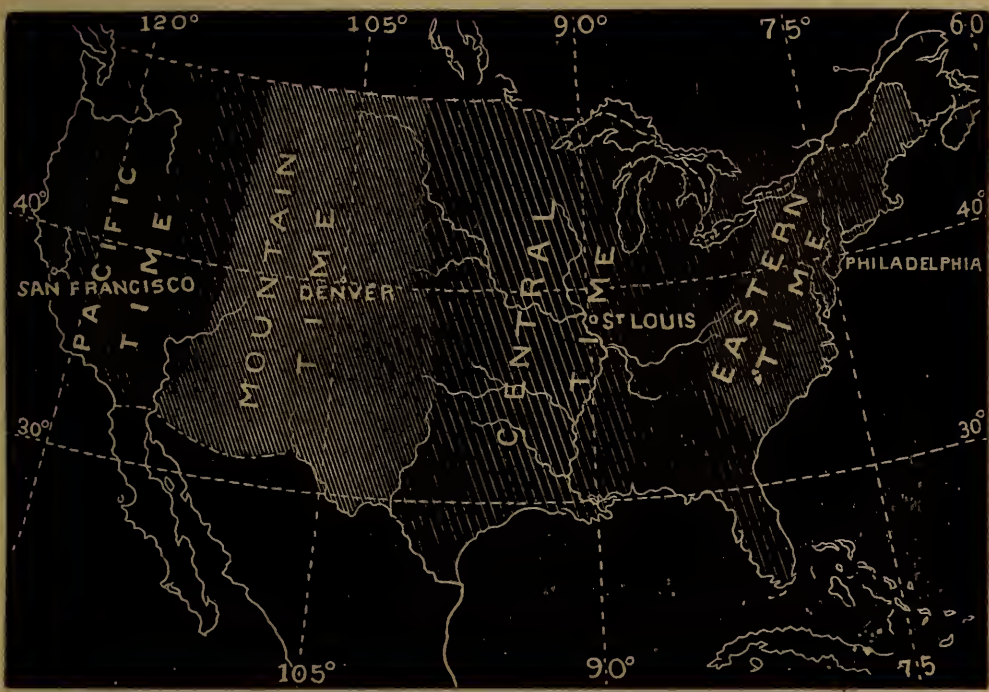 120°
105°
90°
75°
60
40°
40°
PACIFIC
TIME
MOUNTAIN
TIME
CENTRAL
TIME
EASTERN
TIME
SAN FRANCISCO
DENVER
ST LOUIS
PHILADELPHIA
30°
30°
105°
90°
75